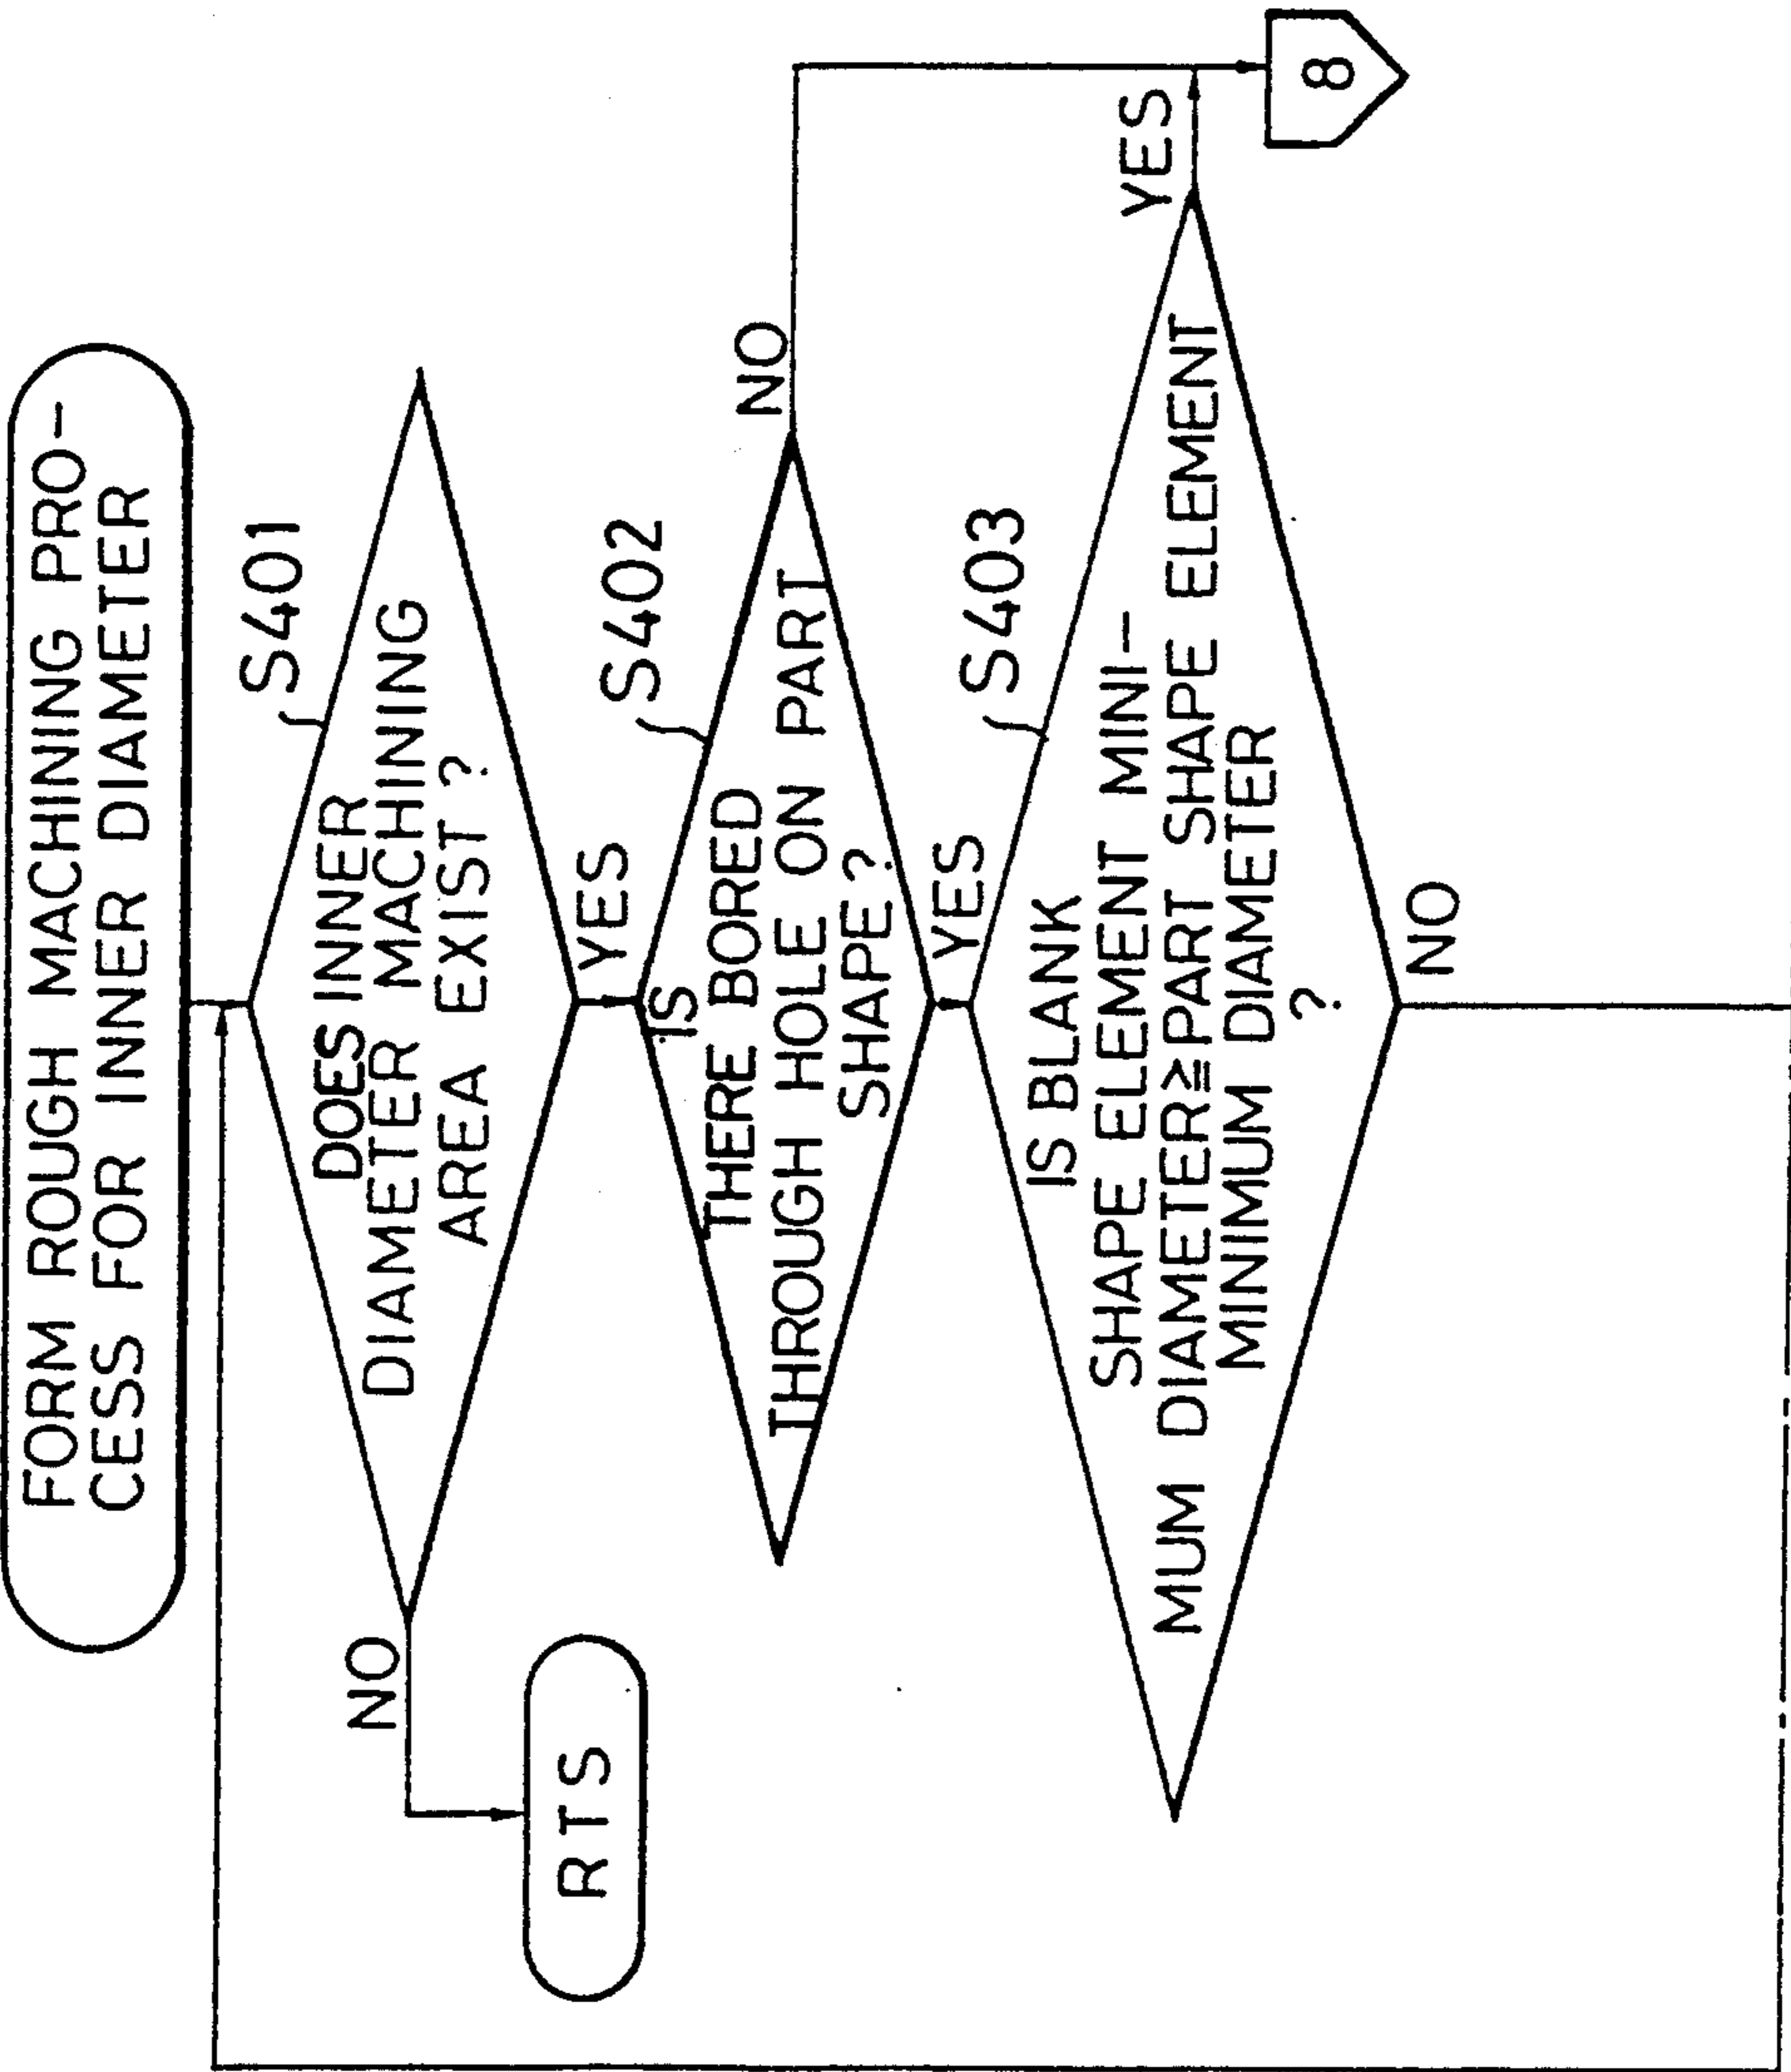 FORM ROUGH MACHINING PRO-
CESS FOR INNER DIAMETER
S401
DOES INNER
DIAMETER MACHINING
AREA EXIST?
NO
RTS
YES
S402
IS
THERE BORED
THROUGH HOLE ON PART
SHAPE?
NO
YES
S403
IS BLANK
SHAPE ELEMENT MINI-
MUM DIAMETER≧PART SHAPE ELEMENT
MINIMUM DIAMETER
?
YES
8
NO